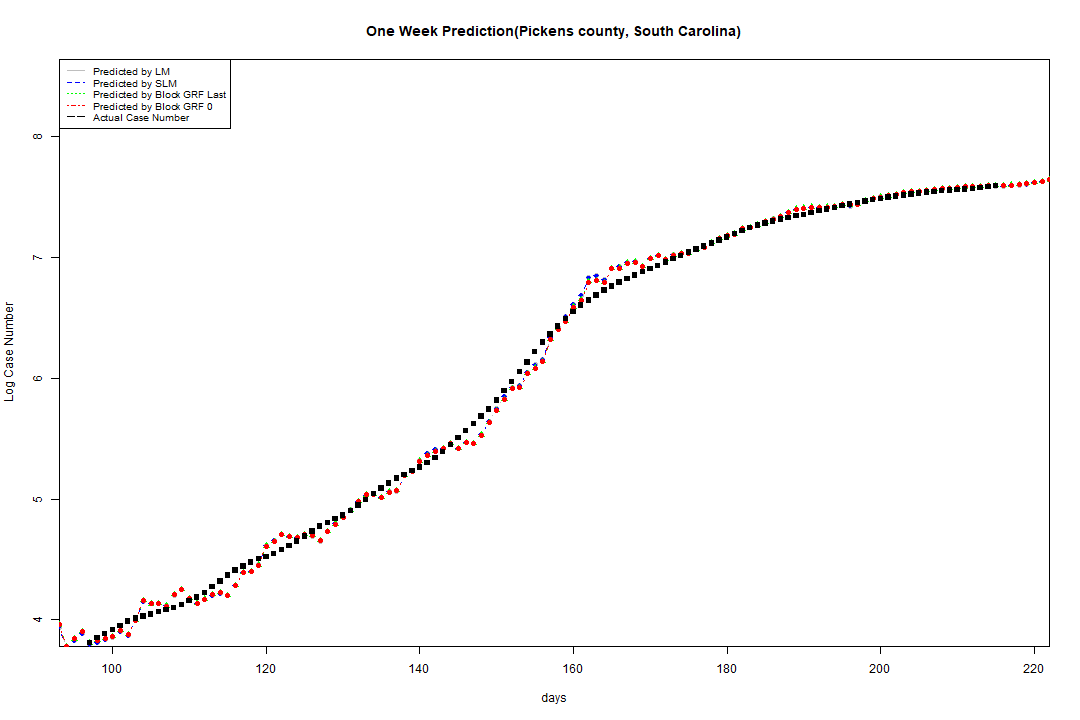 One Week Prediction(Pickens county, South Carolina)
Predicted by LM
Predicted by SLM
Predicted by Block GRF Last
Predicted by Block GRF 0
Actual Case Number
8
7
6
5
4
Log Case Number
100 120 140 160 180 200 220
days